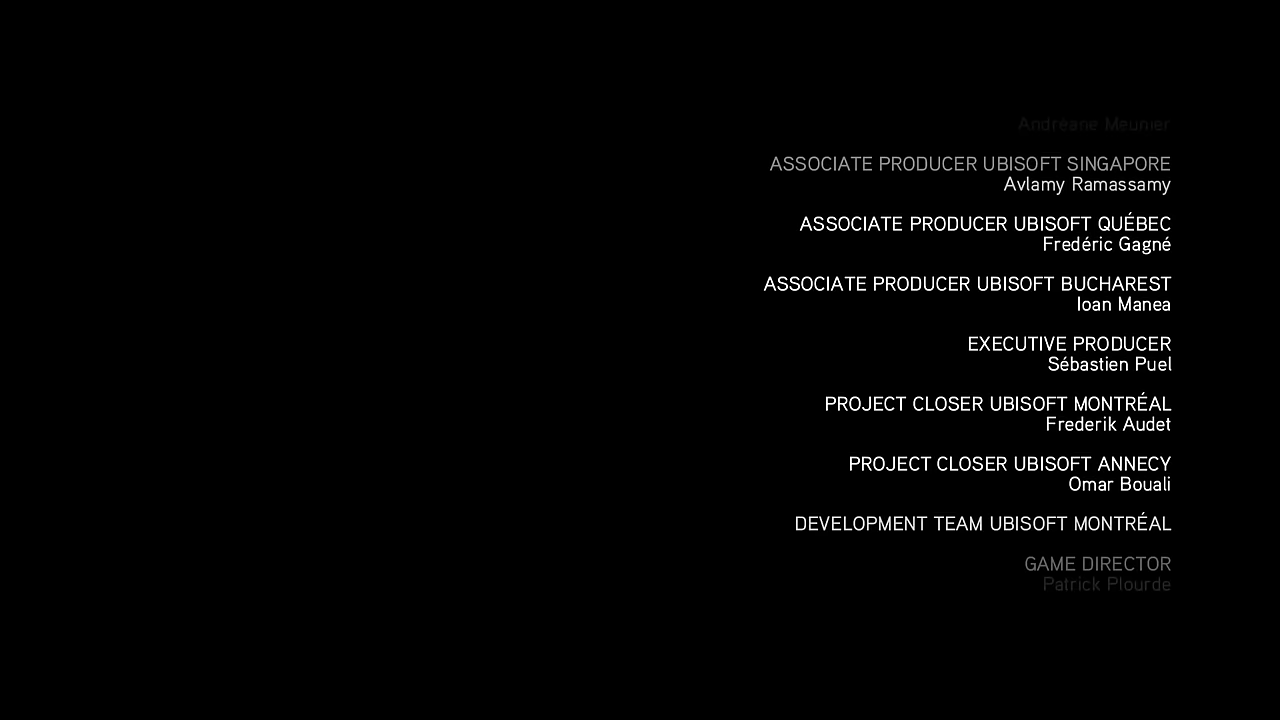 Andréane Meunier
ASSOCIATE PRODUCER UBISOFT SINGAPORE
Avlamy Ramassamy
ASSOCIATE PRODUCER UBISOFT QUÉBEC
Fredéric Gagné
ASSOCIATE PRODUCER UBISOFT BUCHAREST
Ioan Manea
EXECUTIVE PRODUCER
Sébastien Puel
PROJECT CLOSER UBISOFT MONTRÉAL
Frederik Audet
PROJECT CLOSER UBISOFT ANNECY
Omar Bouali
DEVELOPMENT TEAM UBISOFT MONTRÉAL
GAME DIRECTOR
Patrick Plourde